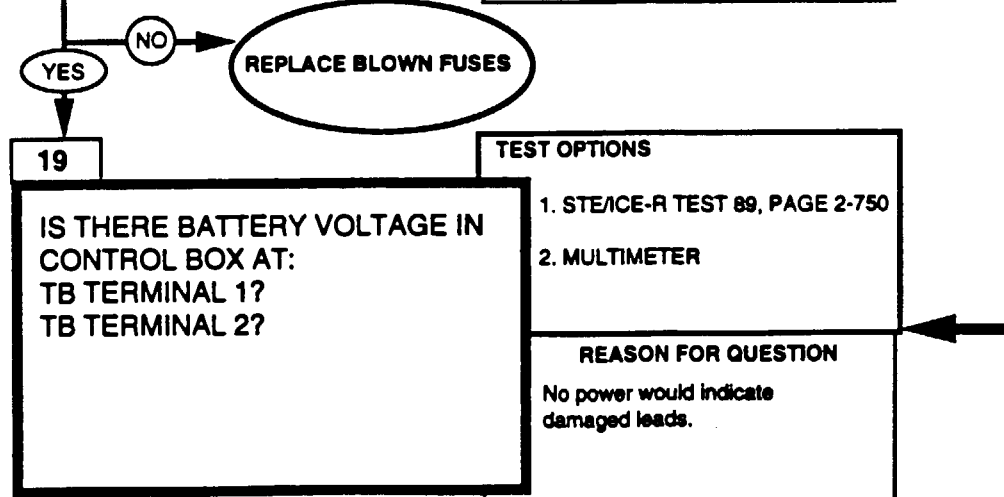 NO
REPLACE BLOWN FUSES
YES
19
IS THERE BATTERY VOLTAGE IN
CONTROL BOX AT:
TB TERMINAL 1?
TB TERMINAL 2?
TEST OPTIONS
1. STE/ICE-R TEST 89, PAGE 2-750
2. MULTIMETER
REASON FOR QUESTION
No power would indicate
damaged leads.